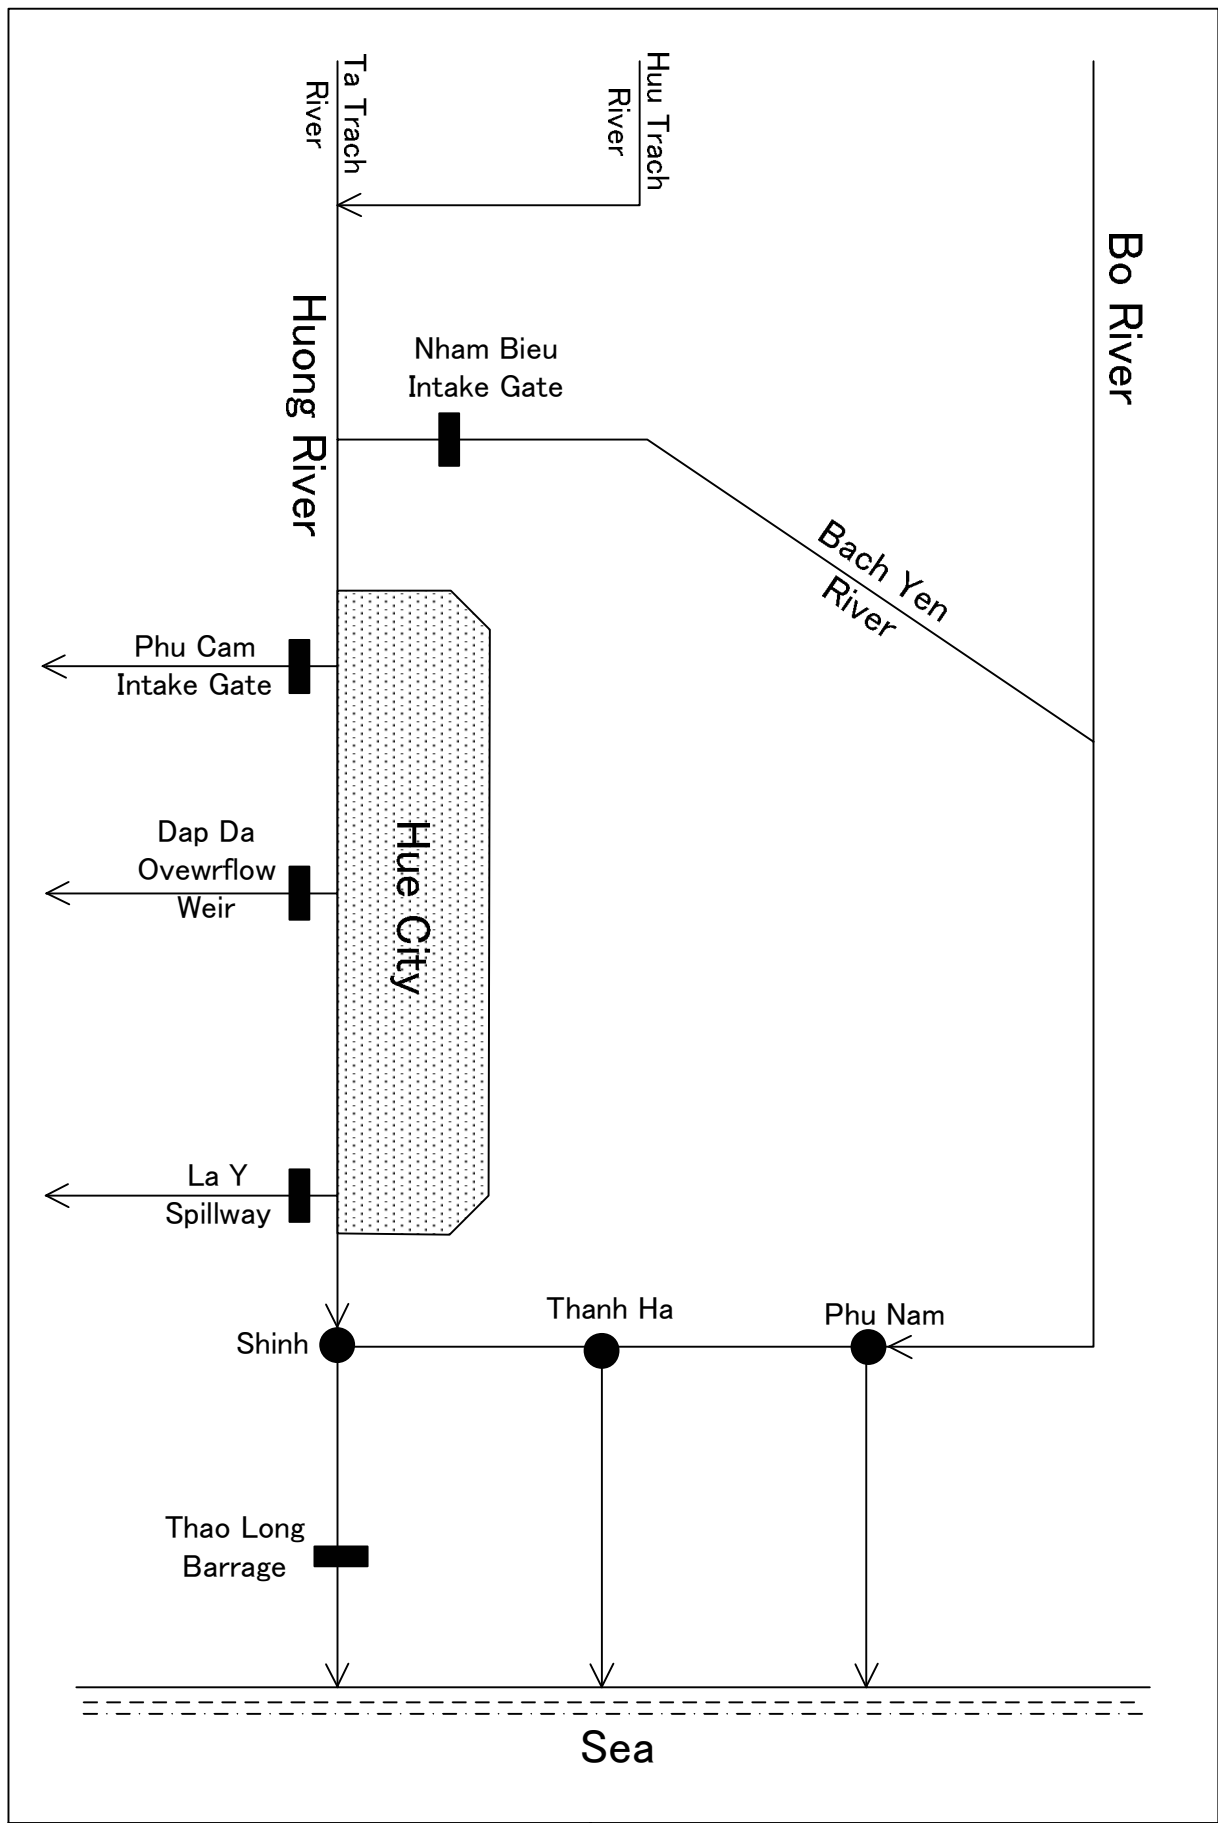 Ta Trach
River
Huu Trach
River
Bo River
Huong River
Nham Bieu
Intake Gate
Bach Yen
River
Phu Cam
Intake Gate
Dap Da
Ovewrflow
Weir
Hue City
La Y
Spillway
Shinh
Thanh Ha
Phu Nam
Thao Long
Barrage
Sea